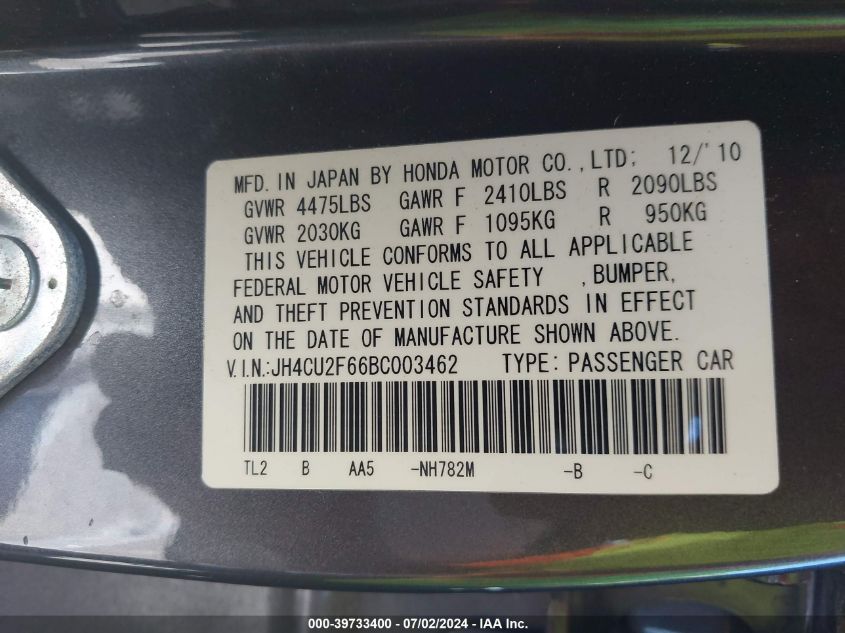 MFD. IN JAPAN BY HONDA MOTOR CO., LTD; 12/'10
GVWR 4475LBS GAWR F 2410LBS R 2090LBS
GVWR 2030KG GAWR F 1095KG R 950KG
THIS VEHICLE CONFORMS TO ALL APPLICABLE
FEDERAL MOTOR VEHICLE SAFETY , BUMPER,
AND THEFT PREVENTION STANDARDS IN EFFECT
ON THE DATE OF MANUFACTURE SHOWN ABOVE.
V.I.N.:JH4CU2F66BC003462 TYPE: PASSENGER CAR
TL2 B AA5 -NH782M -B -C
000-39733400 - 07/02/2024 - IAA Inc.